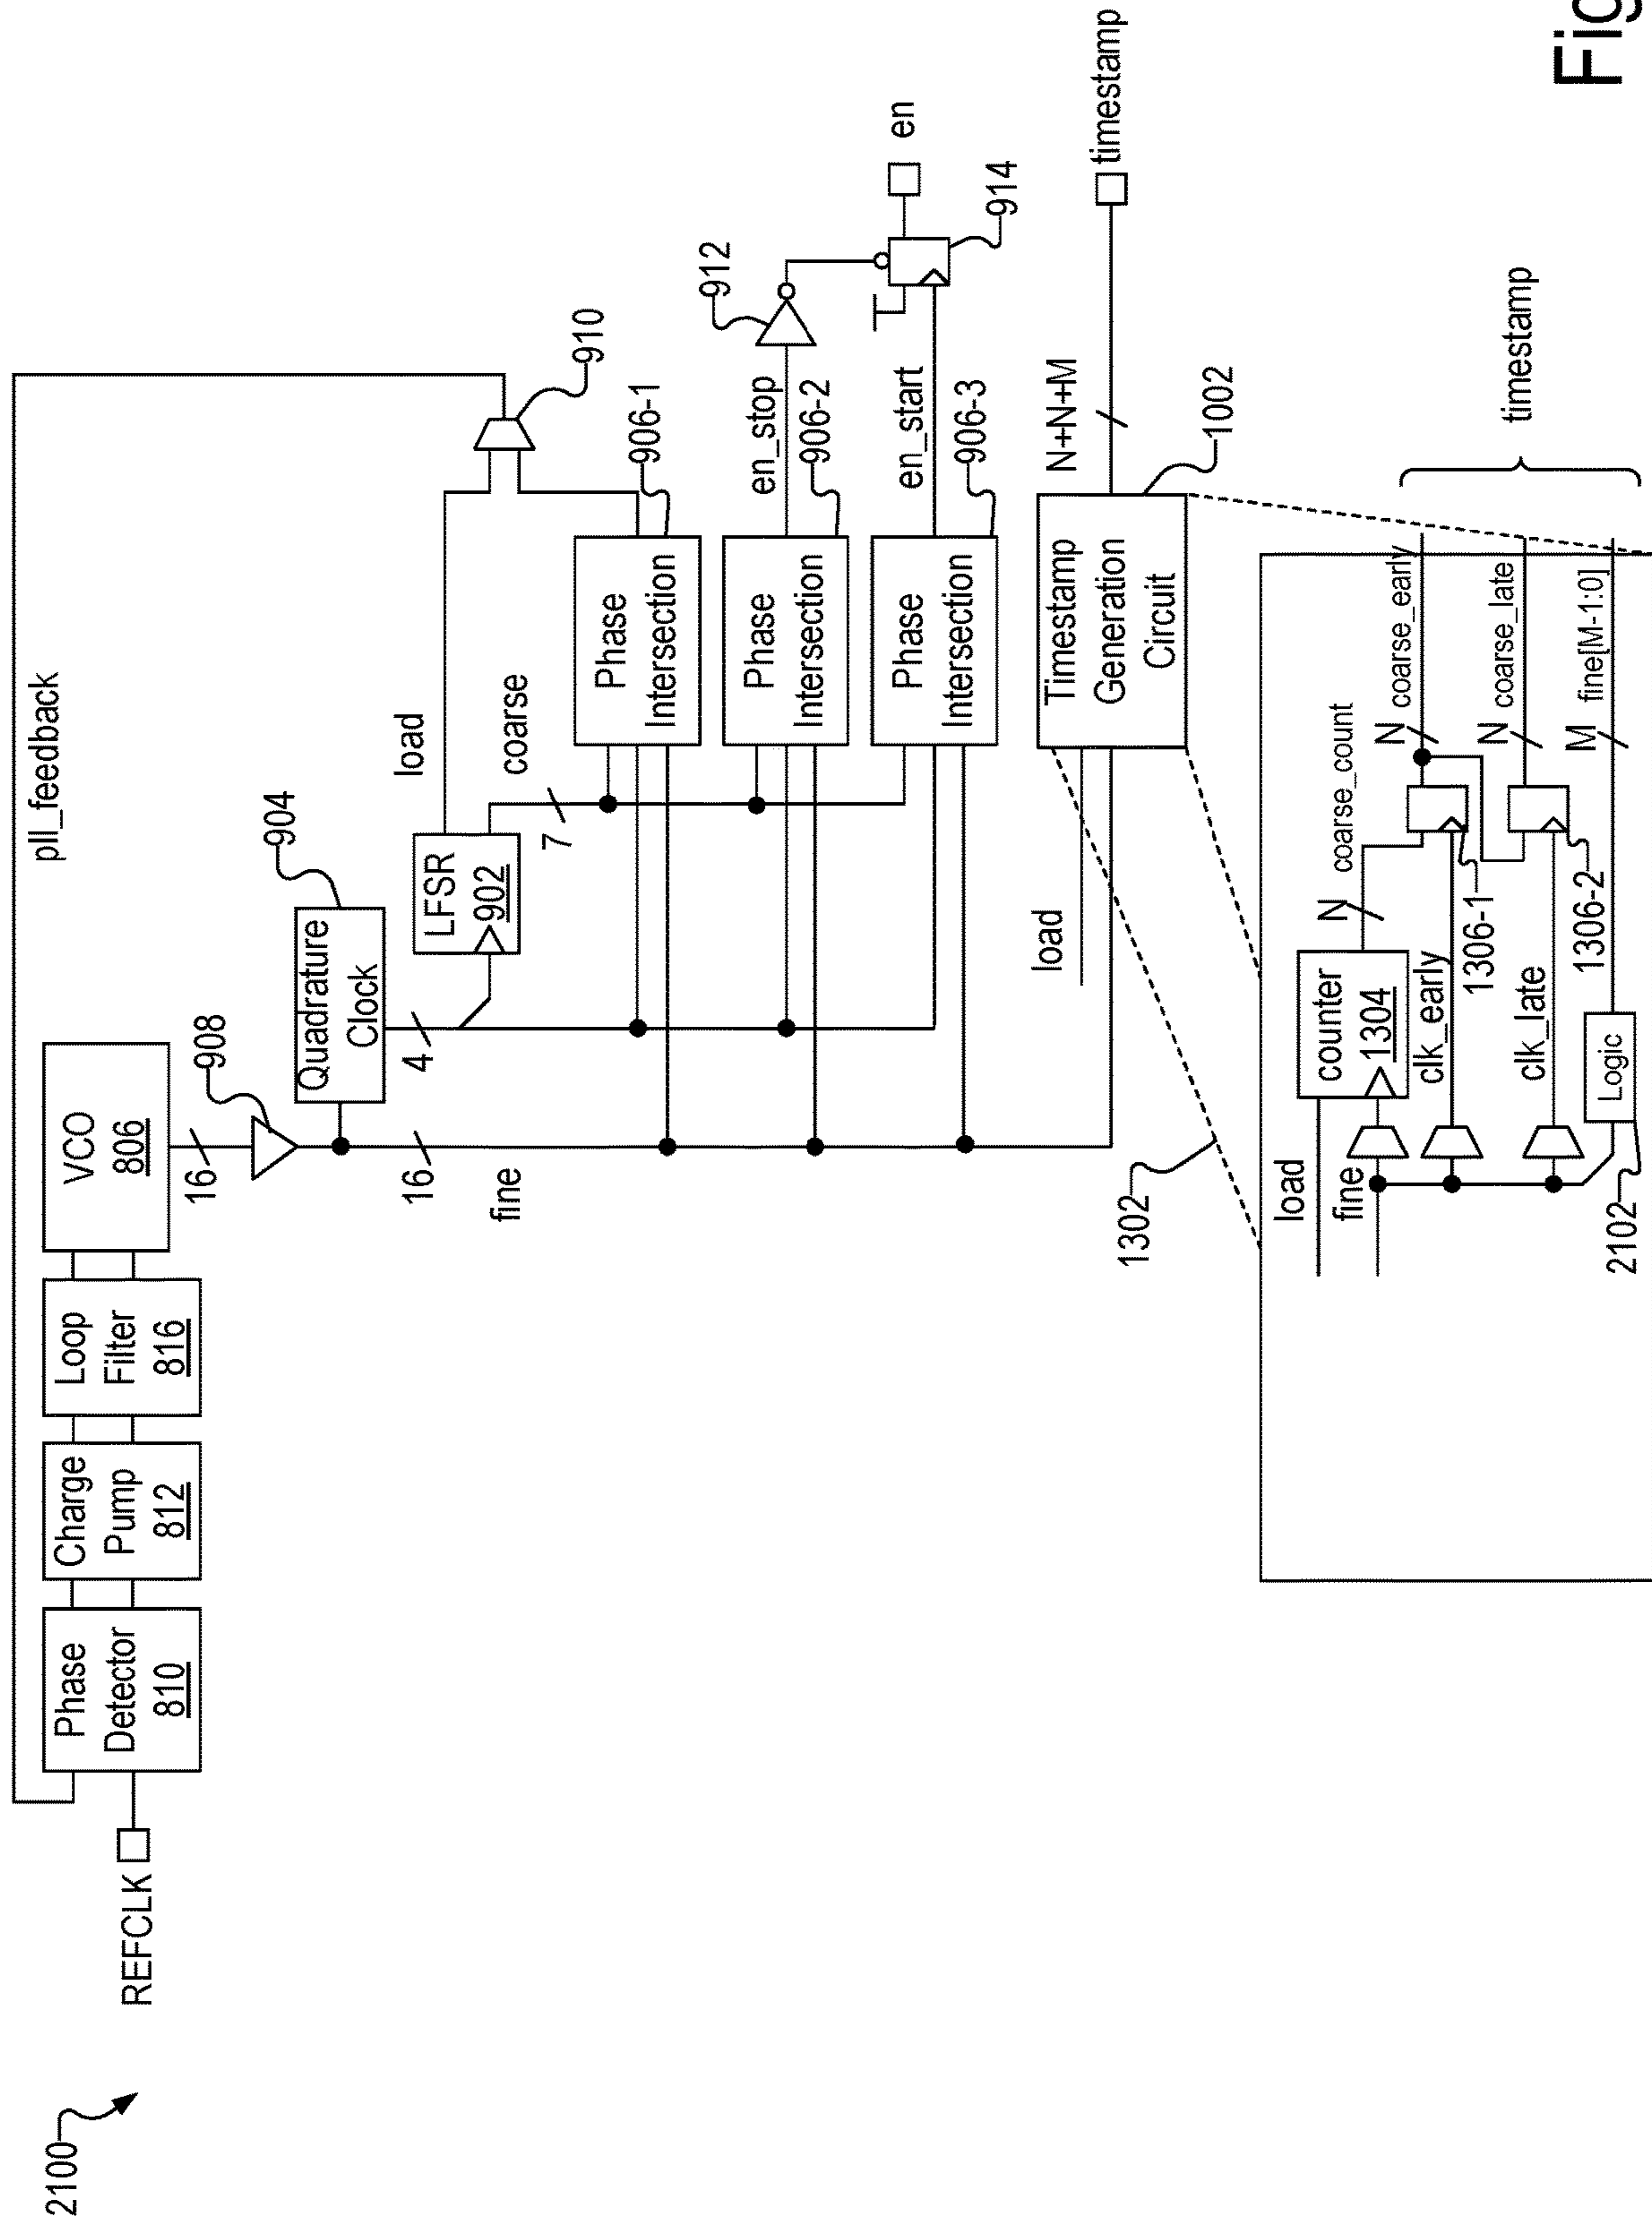 2100
REFCLK
pll_feedback
Phase
Detector
810
Charge
Pump
812
Loop
Filter
816
VCO
806
16
908
16
fine
Quadrature
Clock
904
4
LFSR
902
load
coarse
7
910
Phase
Intersection
906-1
Phase
Intersection
906-2
en_stop
912
Phase
Intersection
906-3
en_start
T
914
en
load
Timestamp
Generation
Circuit
1002
N+N+M
timestamp
1302
load
fine
counter
1304
N
coarse_count
clk_early
1306-1
N
coarse_early
clk_late
1306-2
N
coarse_late
Logic
2102
M
fine[M-1:0]
timestamp
Fig